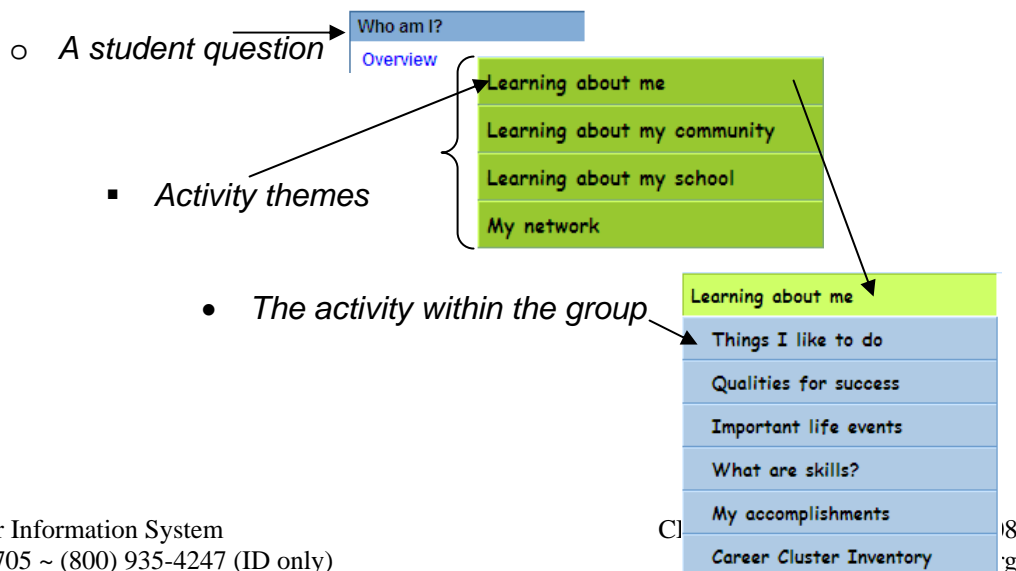 Who am I?
o A student question
Overview
Learning about me
Learning about my community
Learning about my school
▪ Activity themes
My network
Learning about me
• The activity within the group
Things I like to do
Qualities for success
Important life events
What are skills?
My accomplishments
Information System
705 ~ (800) 935-4247 (ID only)
Career Cluster Inventory